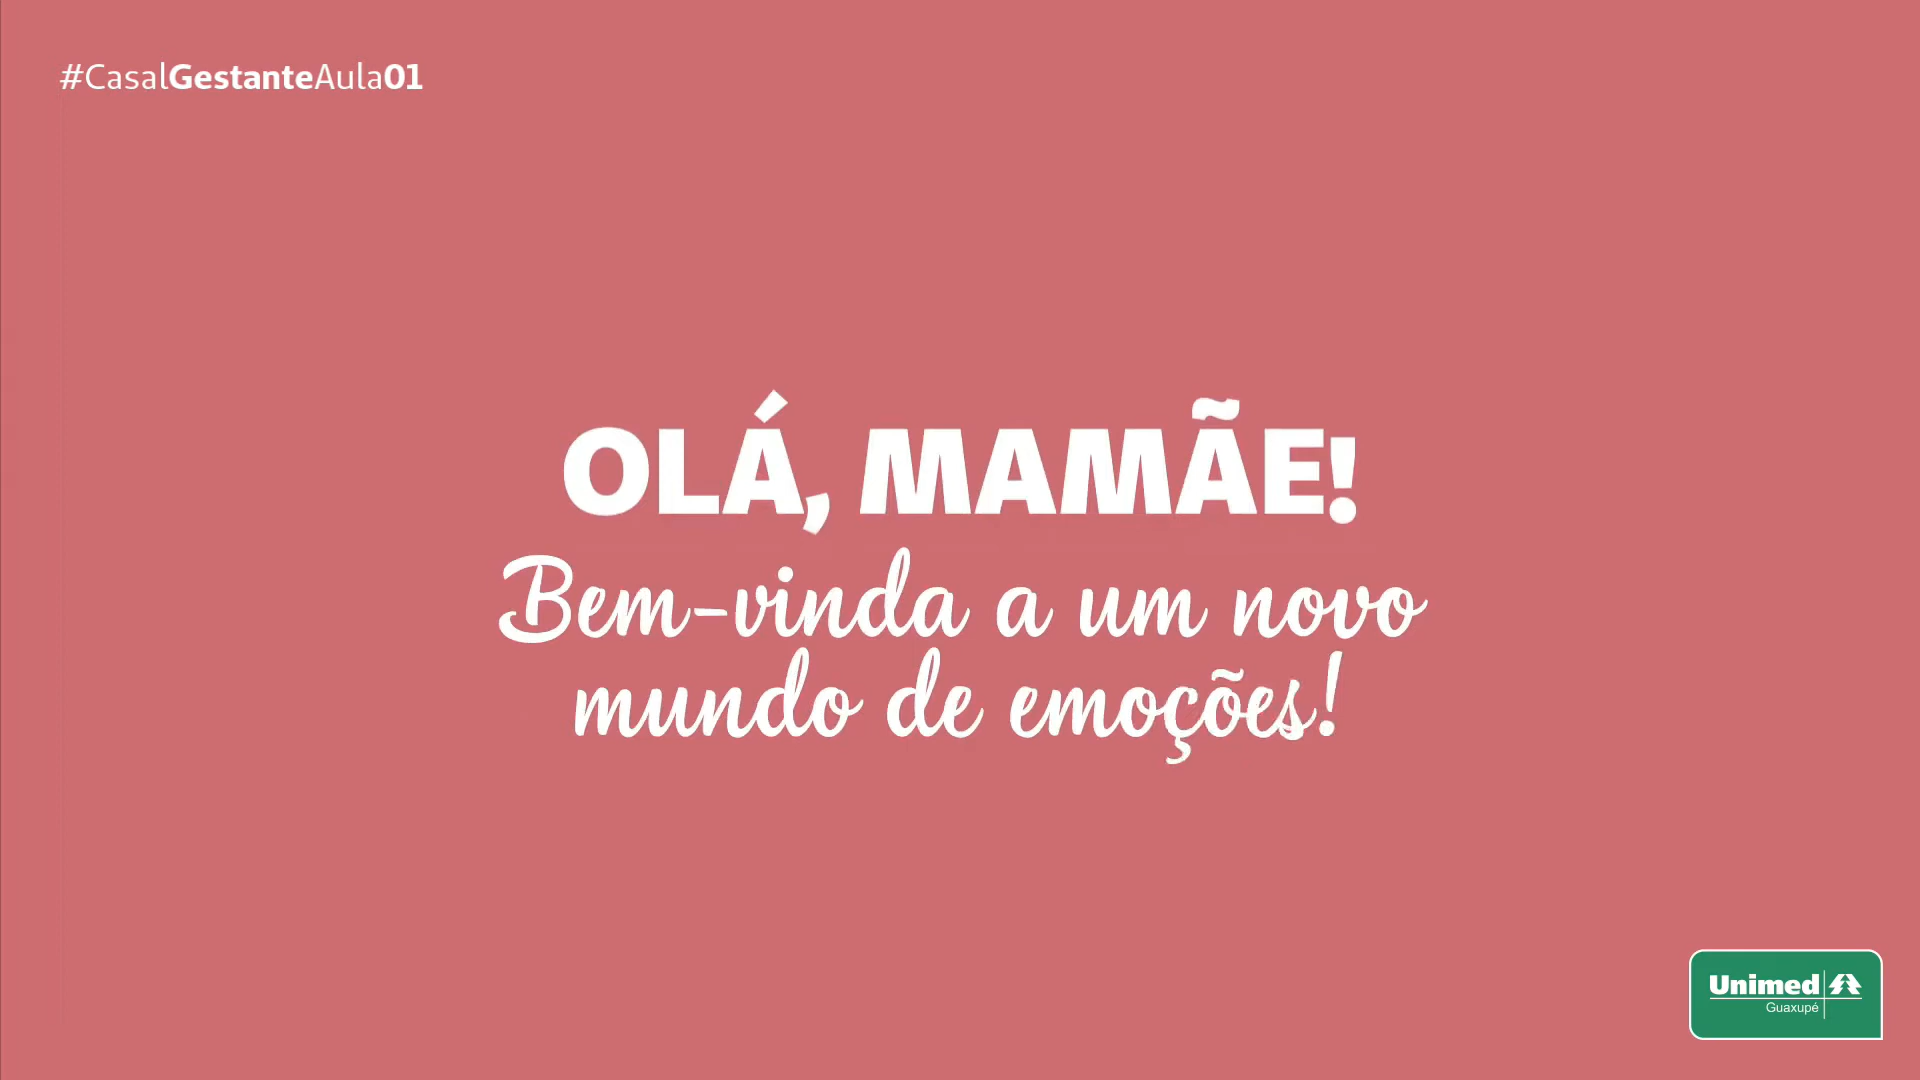 #CasalGestanteAula01
OLÁ, MAMÃE!
Bem-vinda a um novo
mundo de emoções!
Unimed
Guaxupé